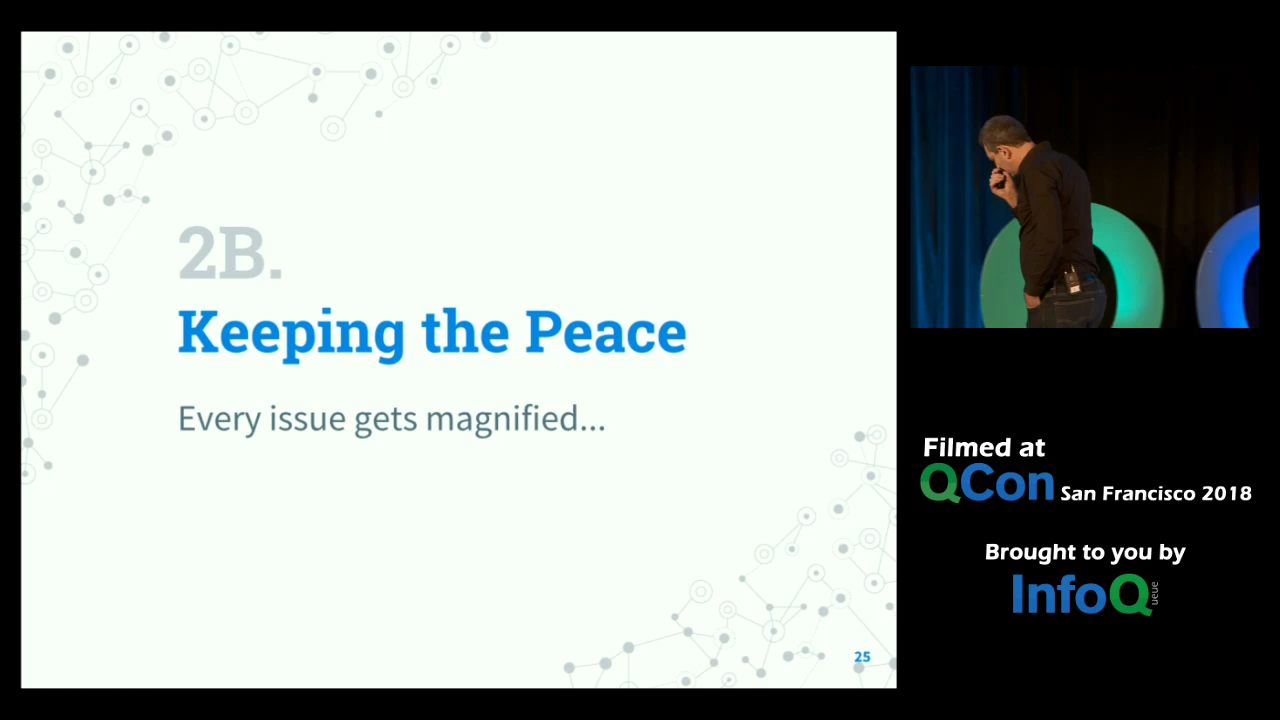 2B.
Keeping the Peace
Every issue gets magnified...
25
Filmed at
QCon San Francisco 2018
Brought to you by
InfoQueue